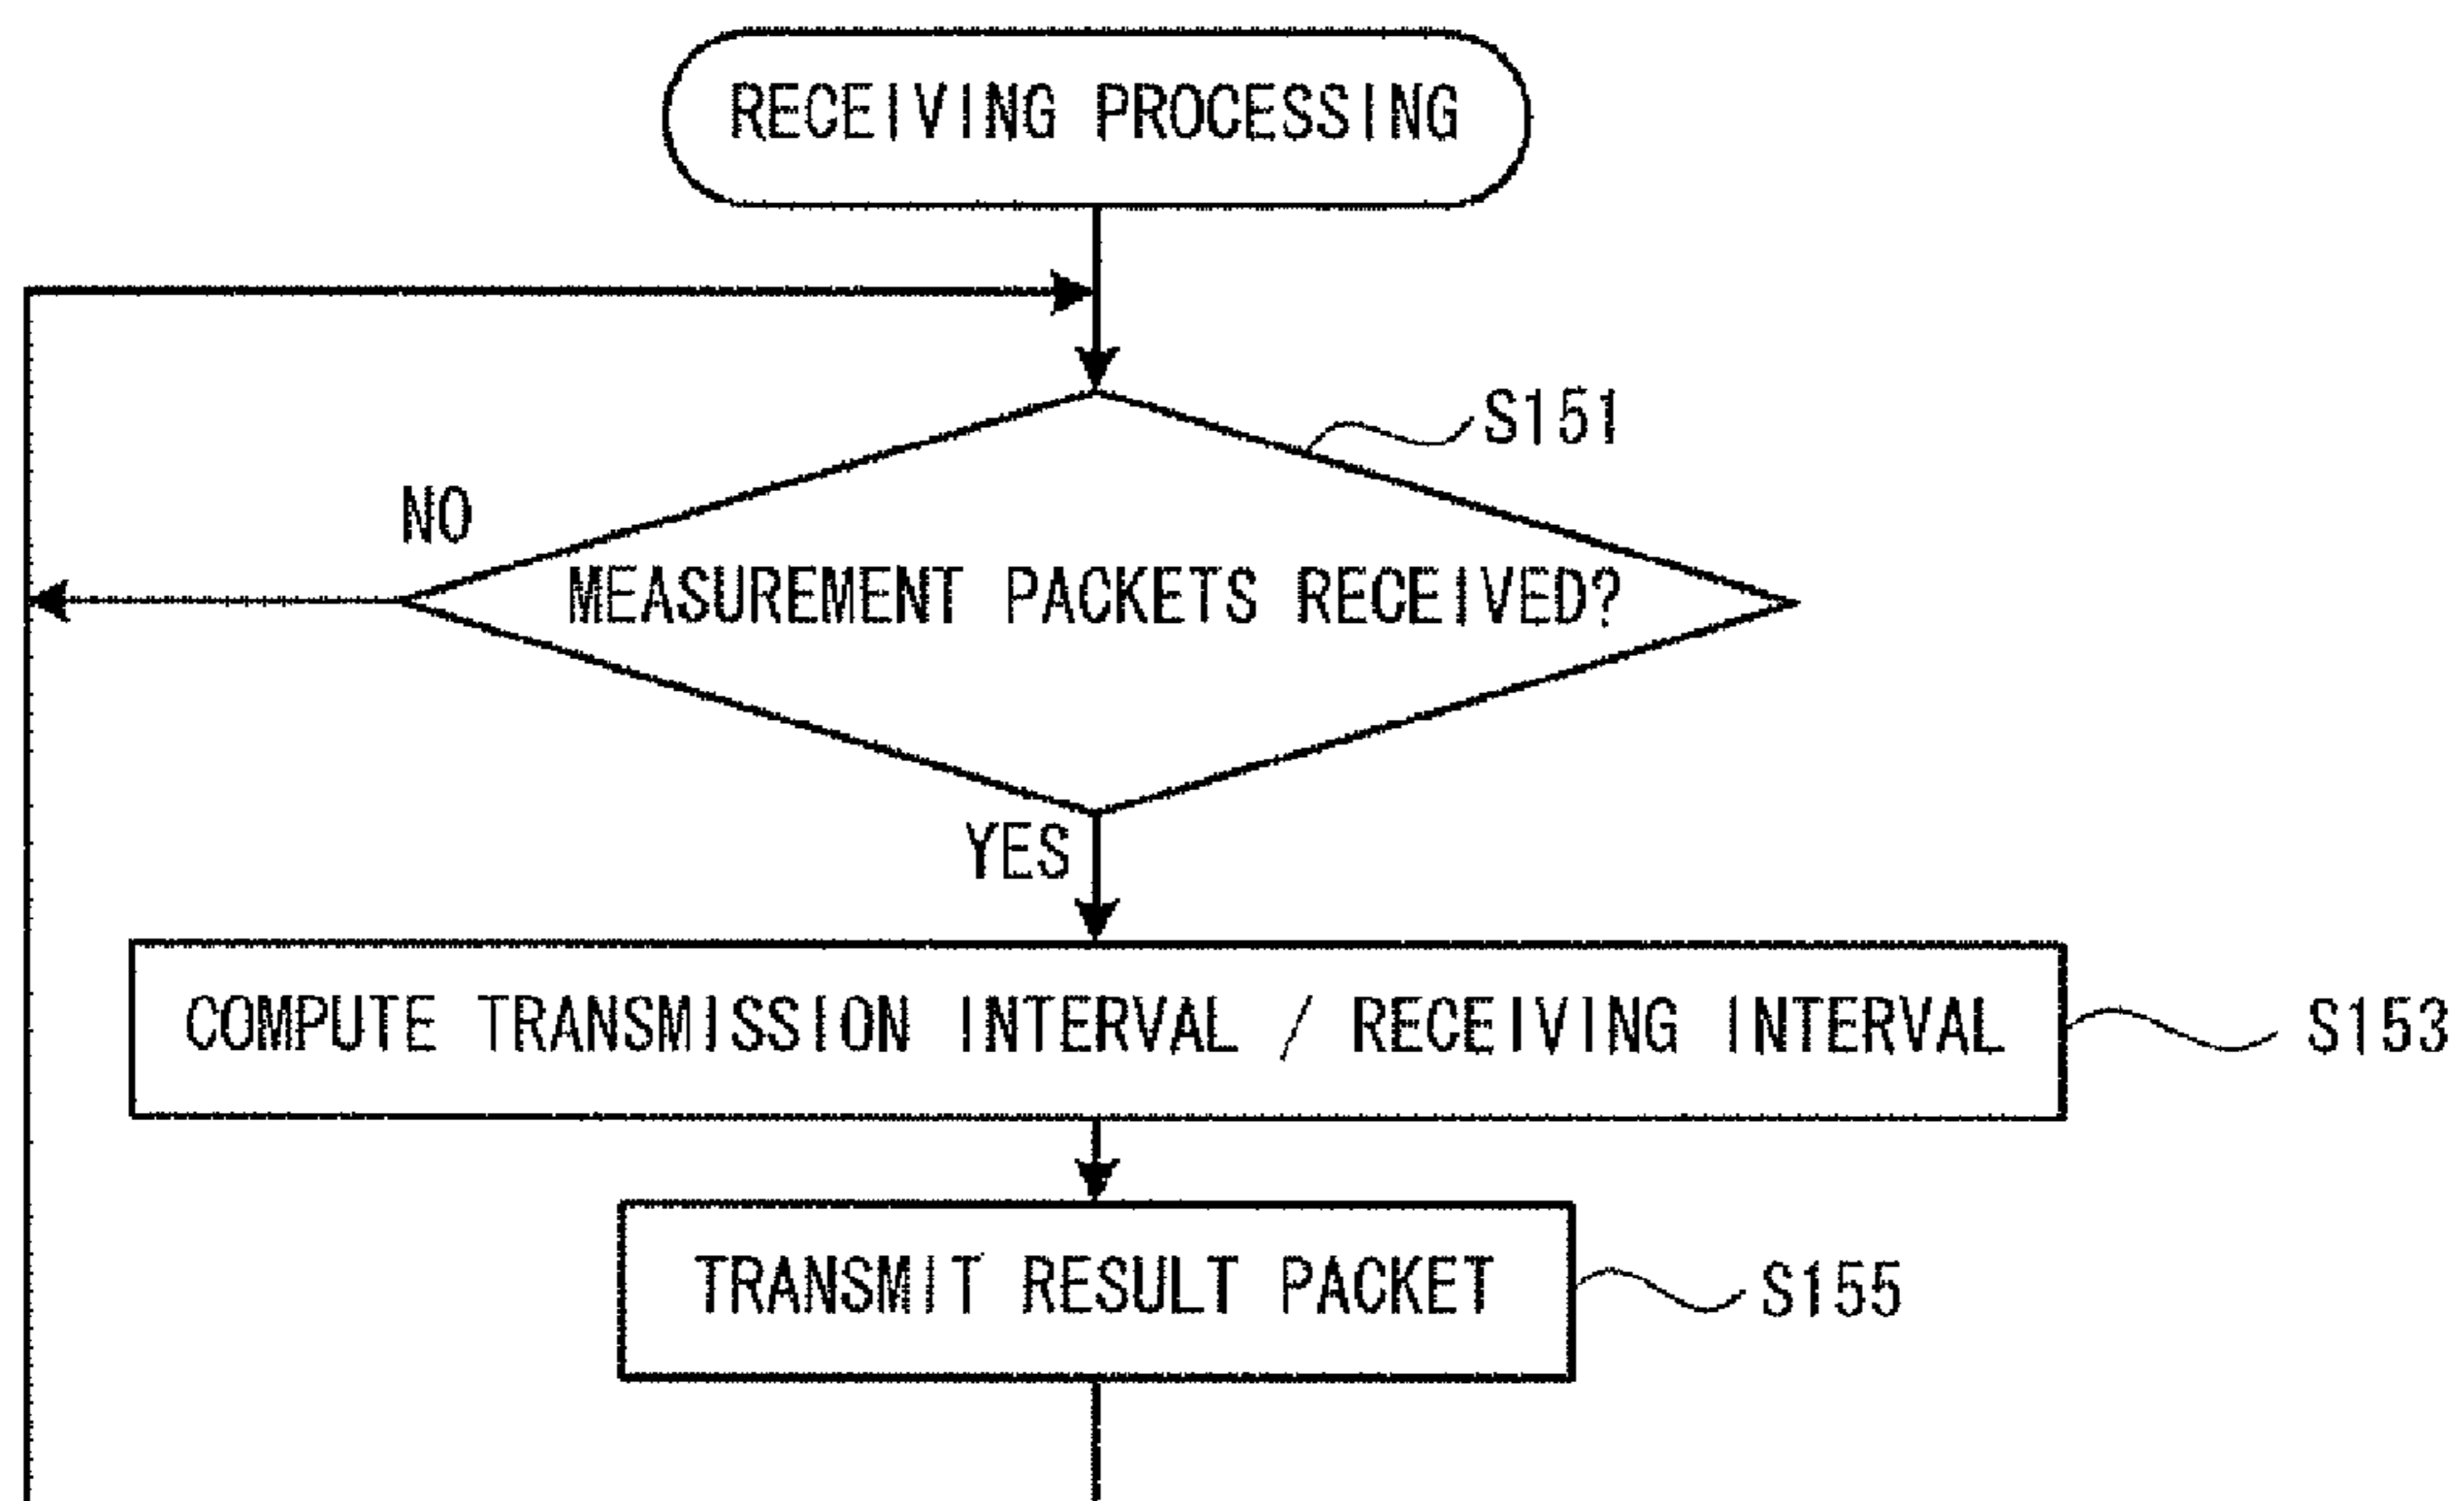 RECEIVING PROCESSING
S151
NO
MEASUREMENT PACKETS RECEIVED?
YES
COMPUTE TRANSMISSION INTERVAL / RECEIVING INTERVAL
S153
TRANSMIT RESULT PACKET
S155